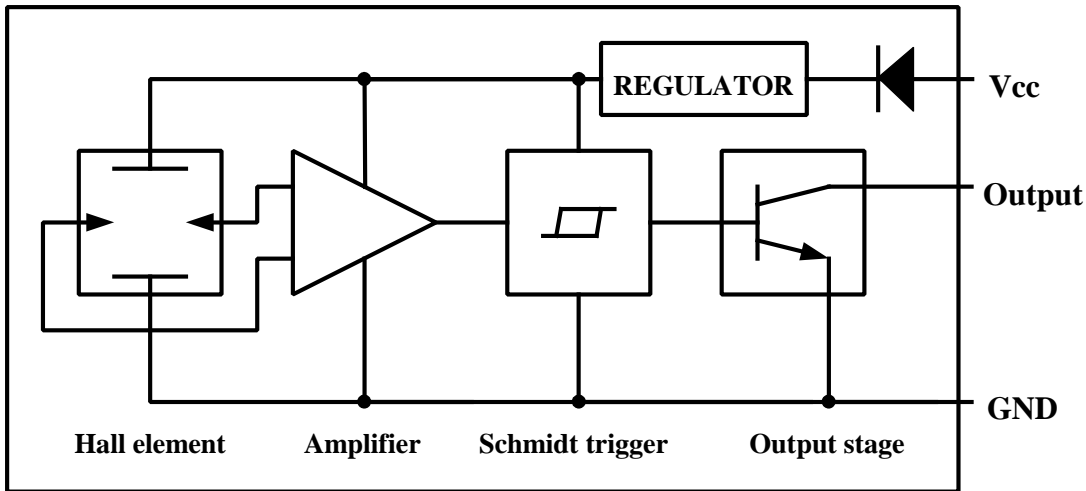 REGULATOR
Vcc
Output
GND
Hall element
Amplifier
Schmidt trigger
Output stage